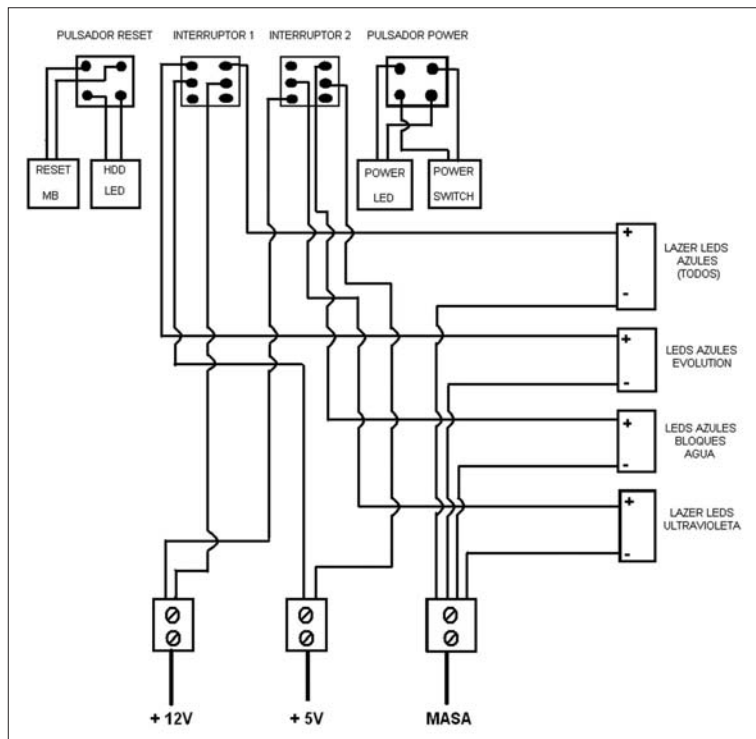 PULSADOR RESET
INTERRUPTOR 1
INTERRUPTOR 2
PULSADOR POWER
RESET
MB
HDD
LED
POWER
LED
POWER
SWITCH
+
-
LAZER LEDS
AZULES
(TODOS)
+
-
LEDS AZULES
EVOLUTION
+
-
LEDS AZULES
BLOQUES
AGUA
+
-
LAZER LEDS
ULTRAVIOLETA
+ 12V
+ 5V
MASA